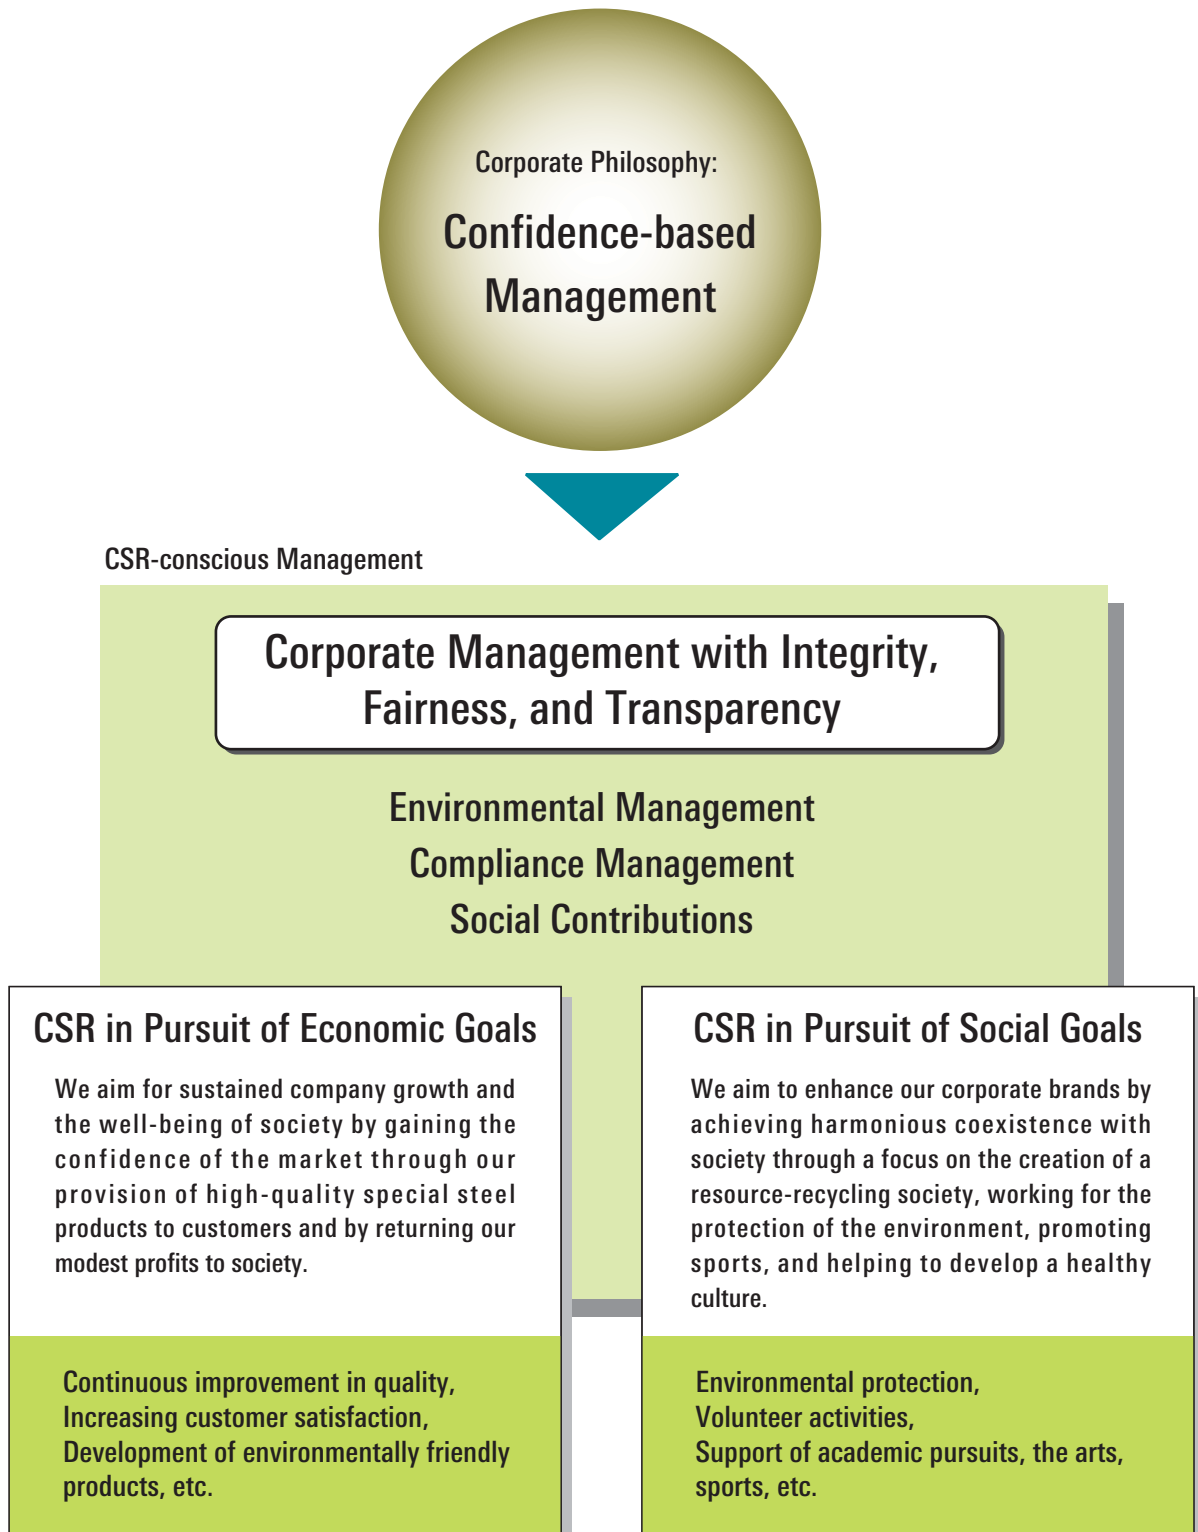 Corporate Philosophy:
Confidence-based
Management
CSR-conscious Management
Corporate Management with Integrity,
Fairness, and Transparency
Environmental Management
Compliance Management
Social Contributions
CSR in Pursuit of Economic Goals
We aim for sustained company growth and
the well-being of society by gaining the
confidence of the market through our
provision of high-quality special steel
products to customers and by returning our
modest profits to society.
Continuous improvement in quality,
Increasing customer satisfaction,
Development of environmentally friendly
products, etc.
CSR in Pursuit of Social Goals
We aim to enhance our corporate brands by
achieving harmonious coexistence with
society through a focus on the creation of a
resource-recycling society, working for the
protection of the environment, promoting
sports, and helping to develop a healthy
culture.
Environmental protection,
Volunteer activities,
Support of academic pursuits, the arts,
sports, etc.